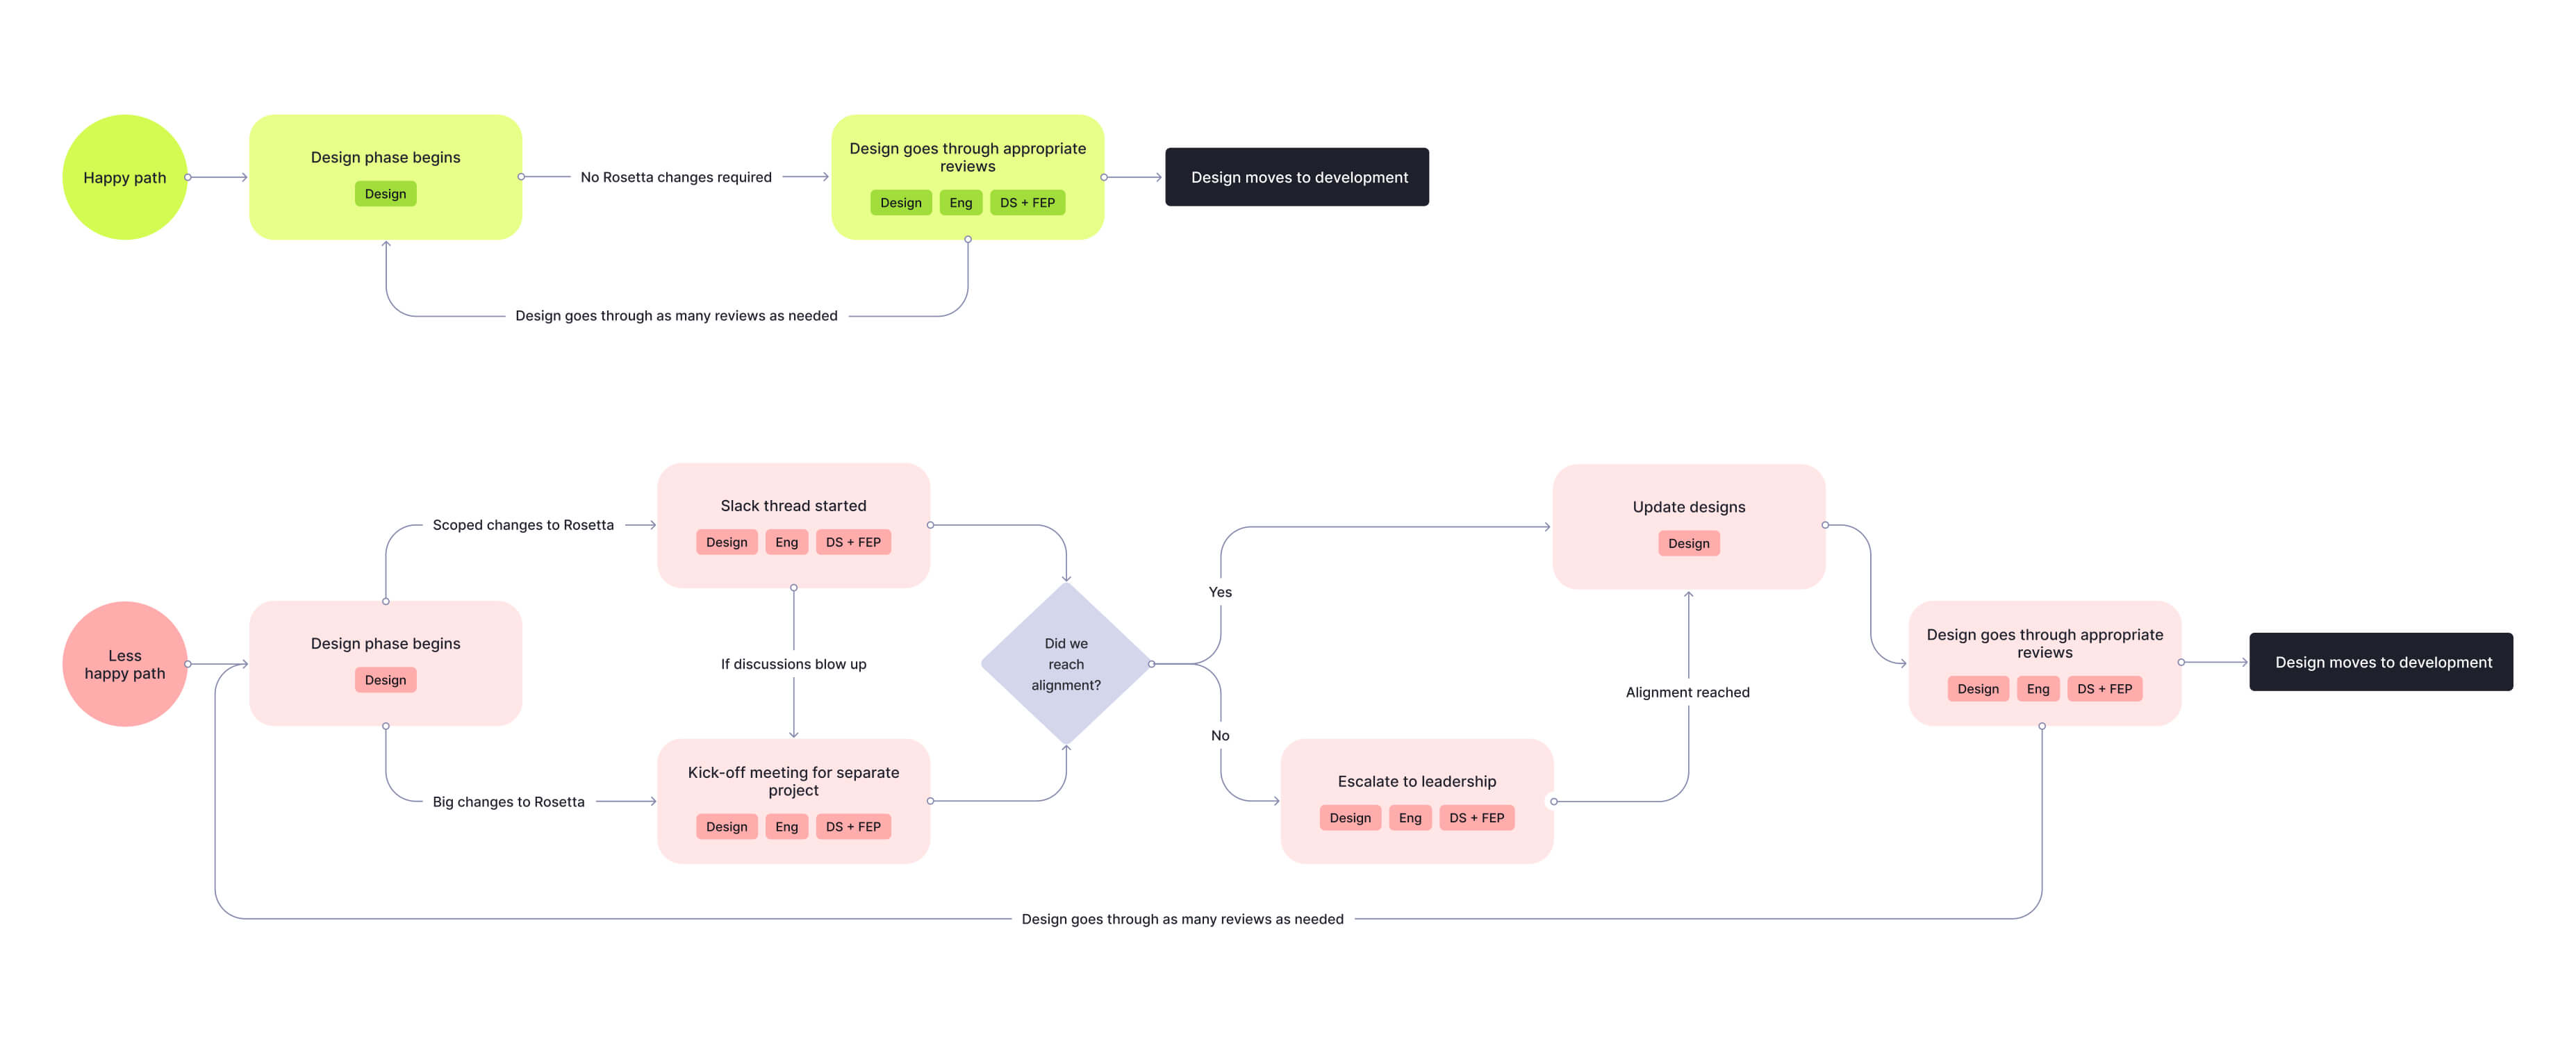 Happy path
Design phase begins
Design
No Rosetta changes required
Design goes through appropriate
reviews
Design
Eng
DS + FEP
Design moves to development
Design goes through as many reviews as needed
Less
happy path
Design phase begins
Design
Scoped changes to Rosetta
Slack thread started
Design
Eng
DS + FEP
If discussions blow up
Big changes to Rosetta
Kick-off meeting for separate
project
Design
Eng
DS + FEP
Did we
reach
alignment?
Yes
No
Escalate to leadership
Design
Eng
DS + FEP
Alignment reached
Update designs
Design
Design goes through appropriate
reviews
Design
Eng
DS + FEP
Design moves to development
Design goes through as many reviews as needed